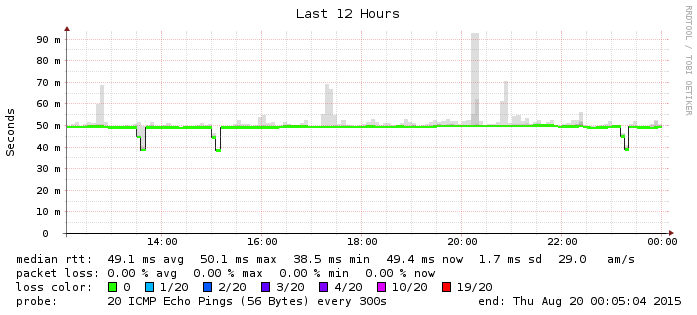 Last 12 Hours
RRDTOOL / TOBI OETIKER
Seconds
90 m
80 m
70 m
60 m
50 m
40 m
30 m
20 m
10 m
0
14:00 16:00 18:00 20:00 22:00 00:00
median rtt: 49.1 ms avg 50.1 ms max 38.5 ms min 49.4 ms now 1.7 ms sd 29.0 am/s
packet loss: 0.00 % avg 0.00 % max 0.00 % min 0.00 % now
loss color: 0 1/20 2/20 3/20 4/20 10/20 19/20
probe: 20 ICMP Echo Pings (56 Bytes) every 300s end: Thu Aug 20 00:05:04 2015